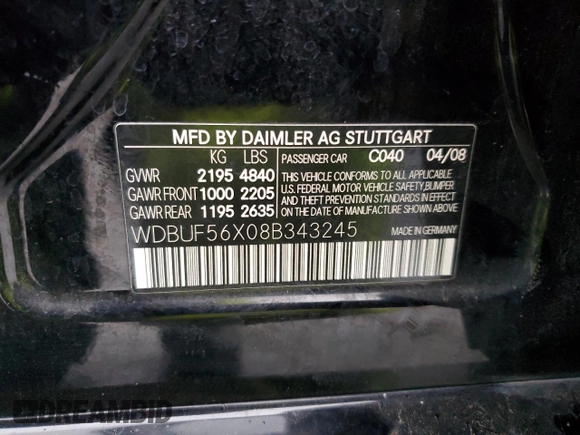 MFD BY DAIMLER AG STUTTGART
KG LBS
GVWR 2195 4840
GAWR FRONT 1000 2205
GAWR REAR 1195 2635
PASSENGER CAR C040 04/08
THIS VEHICLE CONFORMS TO ALL APPLICABLE
U.S. FEDERAL MOTOR VEHICLE SAFETY, BUMPER
AND THEFT PREVENTION STANDARDS IN EFFECT
ON THE DATE OF MANUFACTURE SHOWN ABOVE.
WDBUF56X08B343245
MADE IN GERMANY
DREAMBID